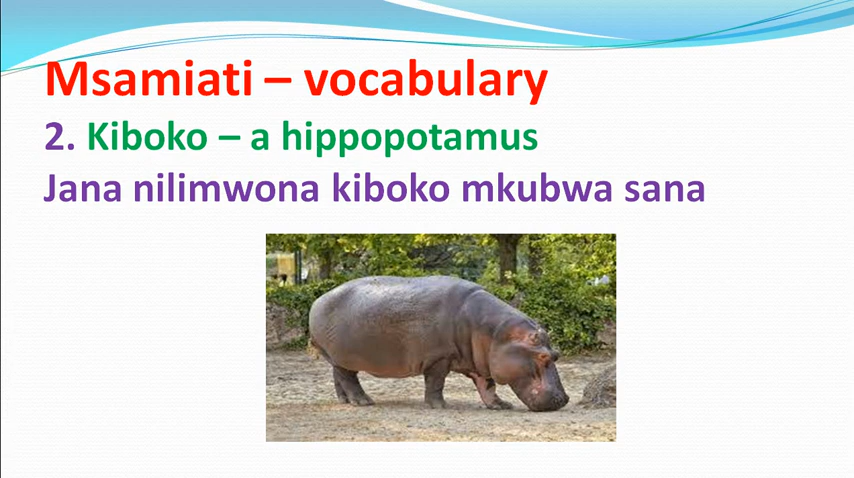 Msamiati – vocabulary
2. Kiboko – a hippopotamus
Jana nilimwona kiboko mkubwa sana